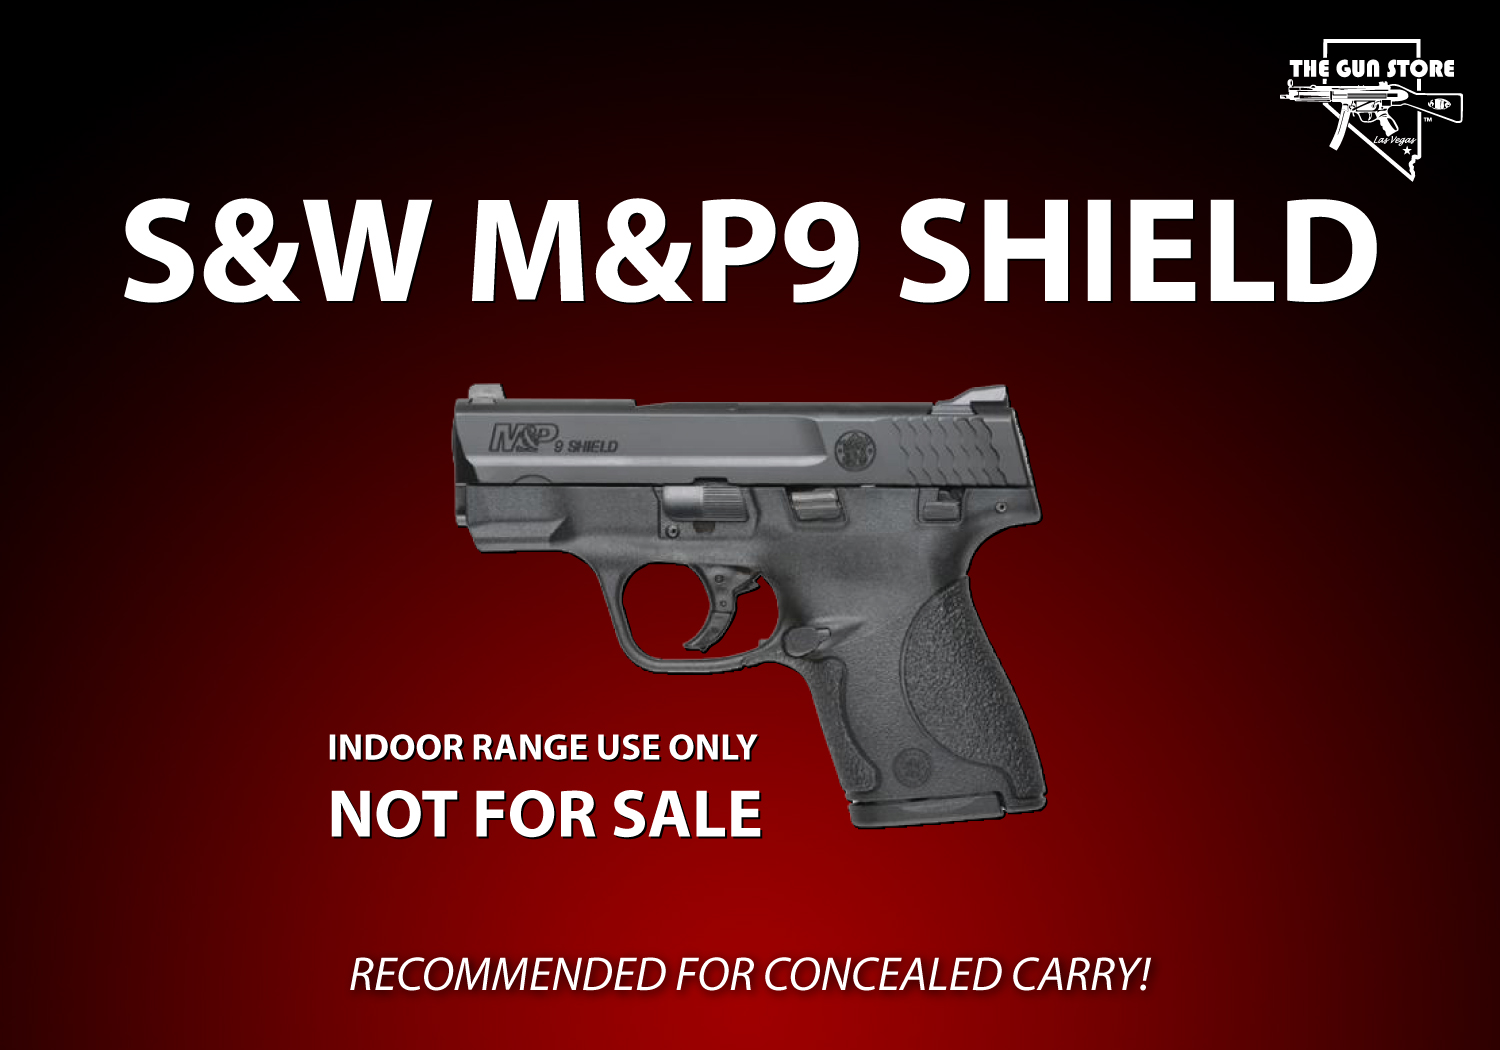 THE GUN STORE
Las Vegas
TM
S&W M&P9 SHIELD
M&P 9 SHIELD
INDOOR RANGE USE ONLY
NOT FOR SALE
RECOMMENDED FOR CONCEALED CARRY!